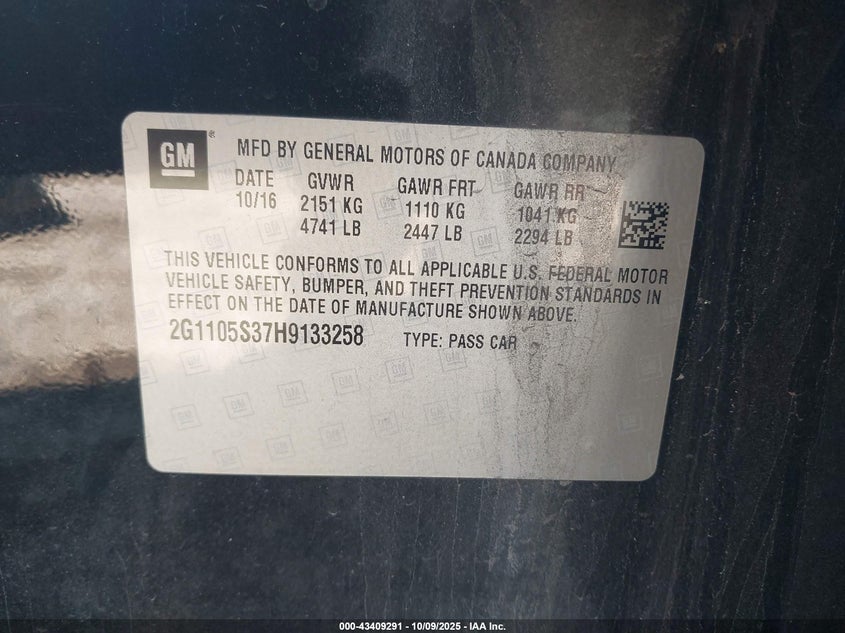 GM ® MFD BY GENERAL MOTORS OF CANADA COMPANY
DATE GVWR GAWR FRT GAWR RR
10/16 2151 KG 1110 KG 1041 KG
4741 LB 2447 LB 2294 LB
THIS VEHICLE CONFORMS TO ALL APPLICABLE U.S. FEDERAL MOTOR
VEHICLE SAFETY, BUMPER, AND THEFT PREVENTION STANDARDS IN
EFFECT ON THE DATE OF MANUFACTURE SHOWN ABOVE.
2G1105S37H9133258 TYPE: PASS CAR
000-43409291 - 10/09/2025 - IAA Inc.